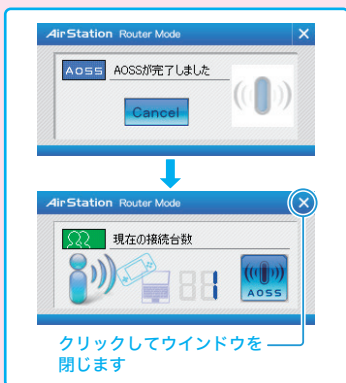 AirStation Router Mode
AOSS AOSSが完了しました
Cancel
AirStation Router Mode
現在の接続台数
1
AOSS
クリックしてウインドウを
閉じます